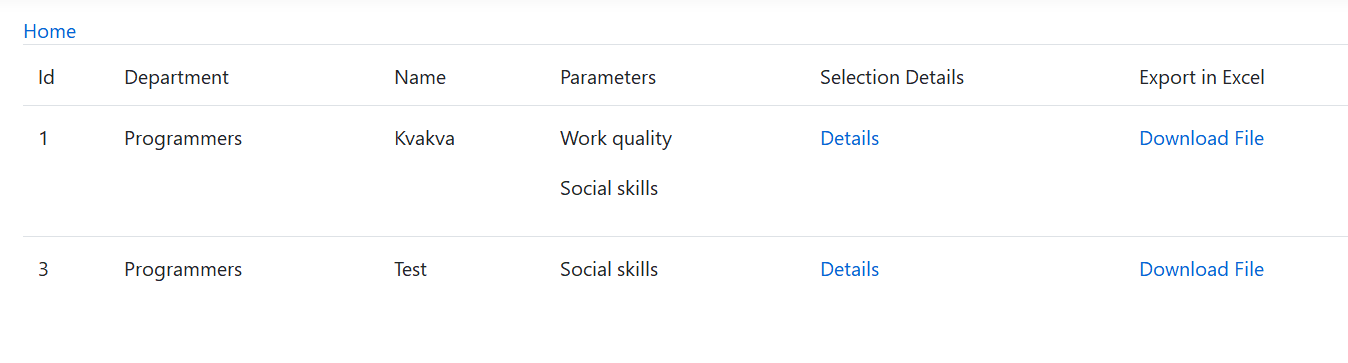 Home
Id Department Name Parameters Selection Details Export in Excel
1 Programmers Kvakva Work quality Details Download File
Social skills
3 Programmers Test Social skills Details Download File